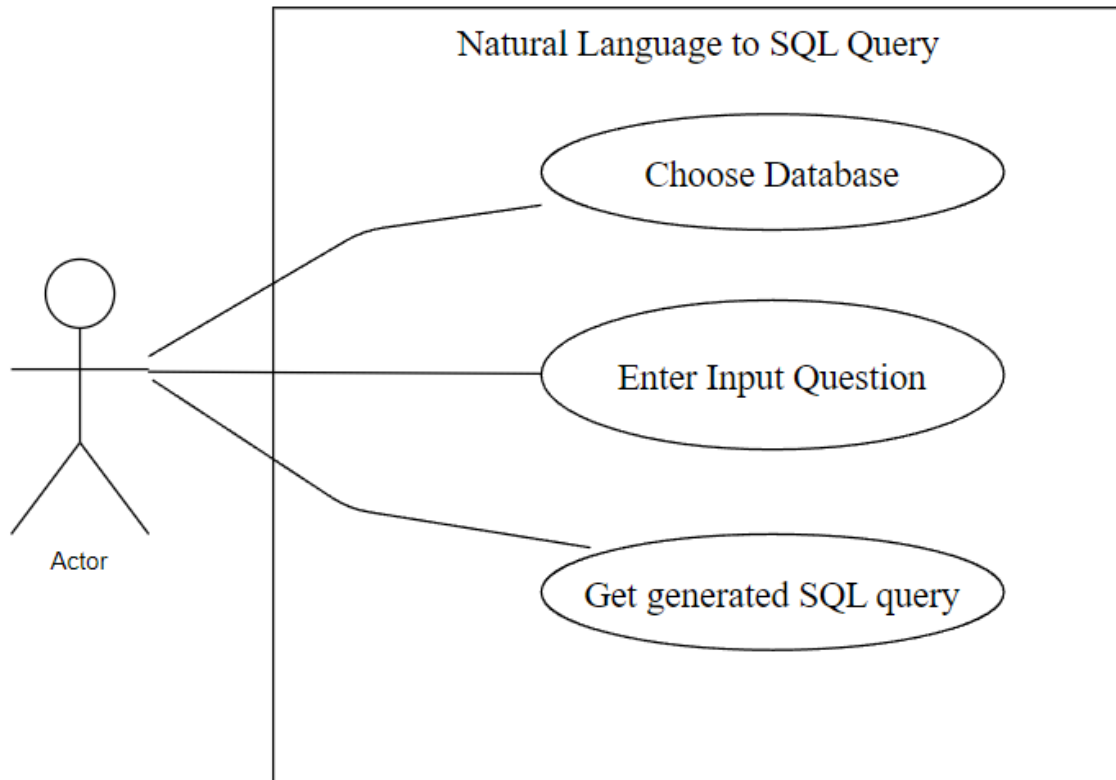 Natural Language to SQL Query
Choose Database
Enter Input Question
Actor
Get generated SQL query